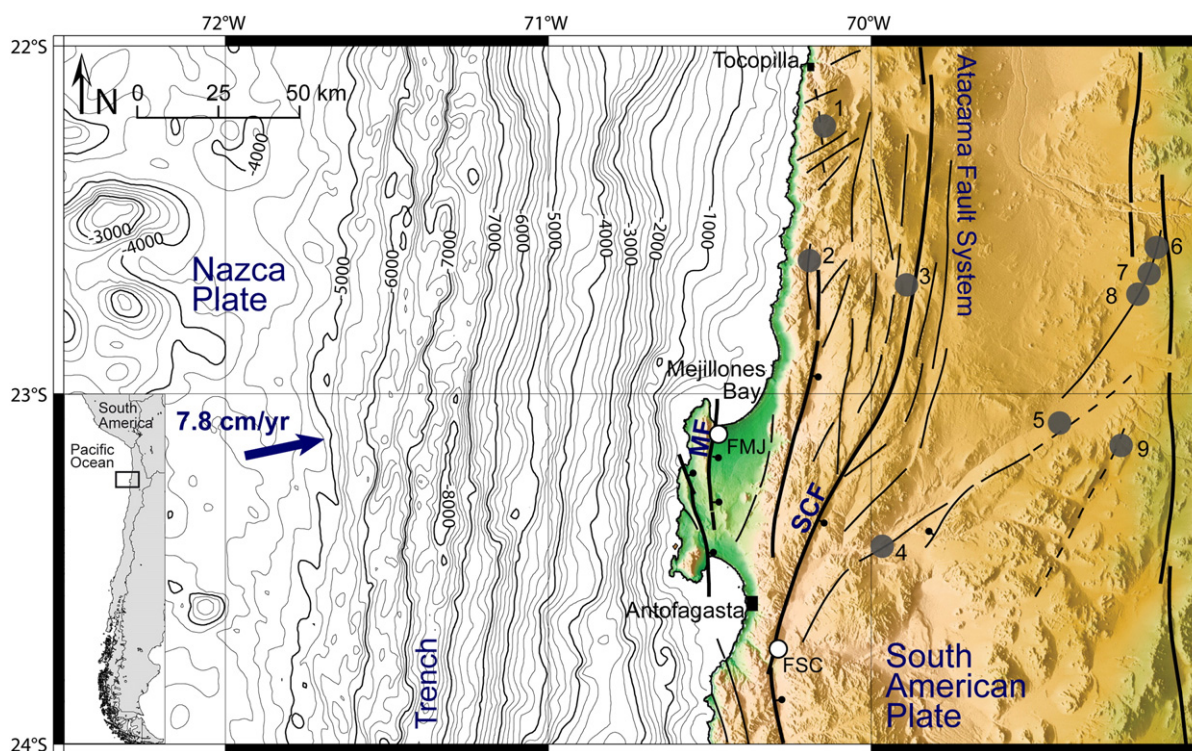 72°W
71°W
70°W
22°S
23°S
24°S
N
0 25 50 km
Tocopilla
1
2
3
4
5
6
7
8
9
Atacama Fault System
-4000
-3000
-4000
-5000
-6000
-7000
-8000
-7000
-6000
-5000
-4000
-3000
-2000
-1000
Nazca
Plate
7.8 cm/yr
Mejillones
Bay
MF
FMJ
SCF
Antofagasta
FSC
Trench
South
American
Plate
South
America
Pacific
Ocean